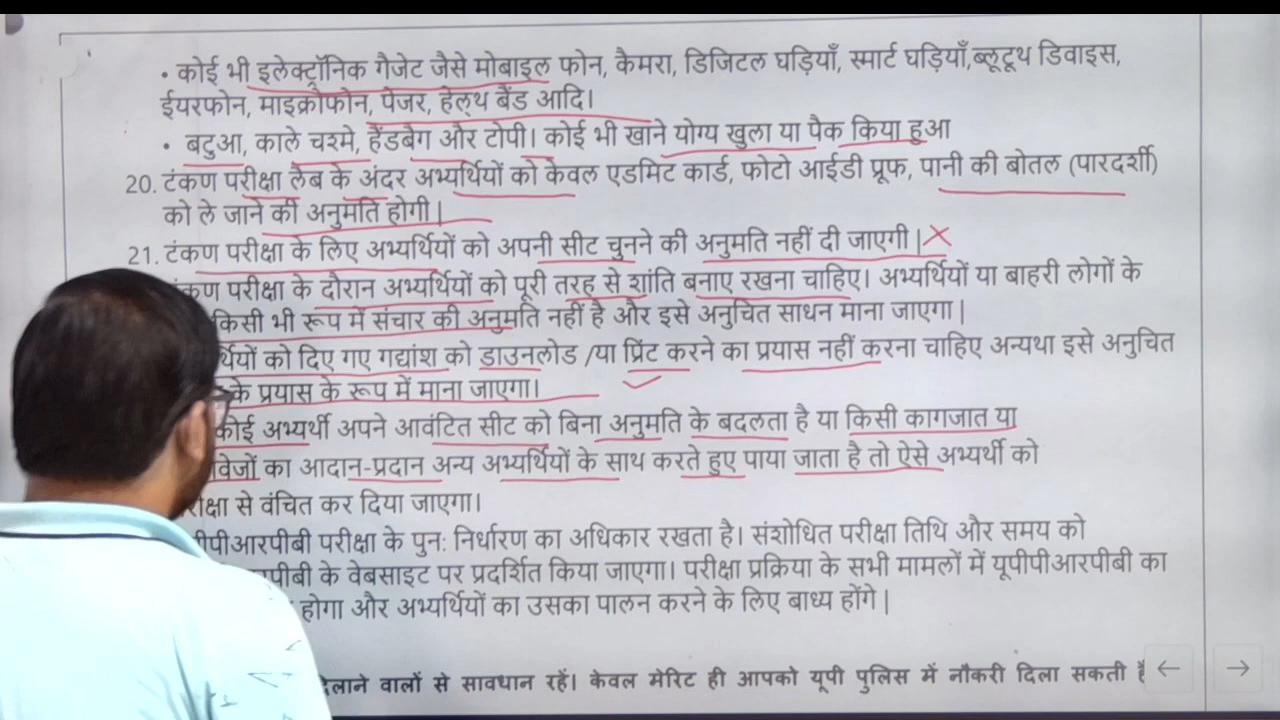 • कोई भी इलेक्ट्रॉनिक गैजेट जैसे मोबाइल फोन, कैमरा, डिजिटल घड़ियाँ, स्मार्ट घड़ियाँ,ब्लूटूथ डिवाइस,
ईयरफोन, माइक्रोफोन, पेजर, हेल्थ बैंड आदि।
• बटुआ, काले चश्मे, हैंडबैग और टोपी। कोई भी खाने योग्य खुला या पैक किया हुआ
20. टंकण परीक्षा लैब के अंदर अभ्यर्थियों को केवल एडमिट कार्ड, फोटो आईडी प्रूफ, पानी की बोतल (पारदर्शी)
को ले जाने की अनुमति होगी |
21. टंकण परीक्षा के लिए अभ्यर्थियों को अपनी सीट चुनने की अनुमति नहीं दी जाएगी |
परीक्षा के दौरान अभ्यर्थियों को पूरी तरह से शांति बनाए रखना चाहिए। अभ्यर्थियों या बाहरी लोगों के
किसी भी रूप में संचार की अनुमति नहीं है और इसे अनुचित साधन माना जाएगा |
को दिए गए गद्यांश को डाउनलोड /या प्रिंट करने का प्रयास नहीं करना चाहिए अन्यथा इसे अनुचित
के प्रयास के रूप में माना जाएगा।
कोई अभ्यर्थी अपने आवंटित सीट को बिना अनुमति के बदलता है या किसी कागजात या
का आदान-प्रदान अन्य अभ्यर्थियों के साथ करते हुए पाया जाता है तो ऐसे अभ्यर्थी को
से वंचित कर दिया जाएगा।
परीक्षा के पुन: निर्धारण का अधिकार रखता है। संशोधित परीक्षा तिथि और समय को
के वेबसाइट पर प्रदर्शित किया जाएगा। परीक्षा प्रक्रिया के सभी मामलों में यूपीपीआरपीबी का
होगा और अभ्यर्थियों का उसका पालन करने के लिए बाध्य होंगे |
वालों से सावधान रहें। केवल मेरिट ही आपको यूपी पुलिस में नौकरी दिला सकती